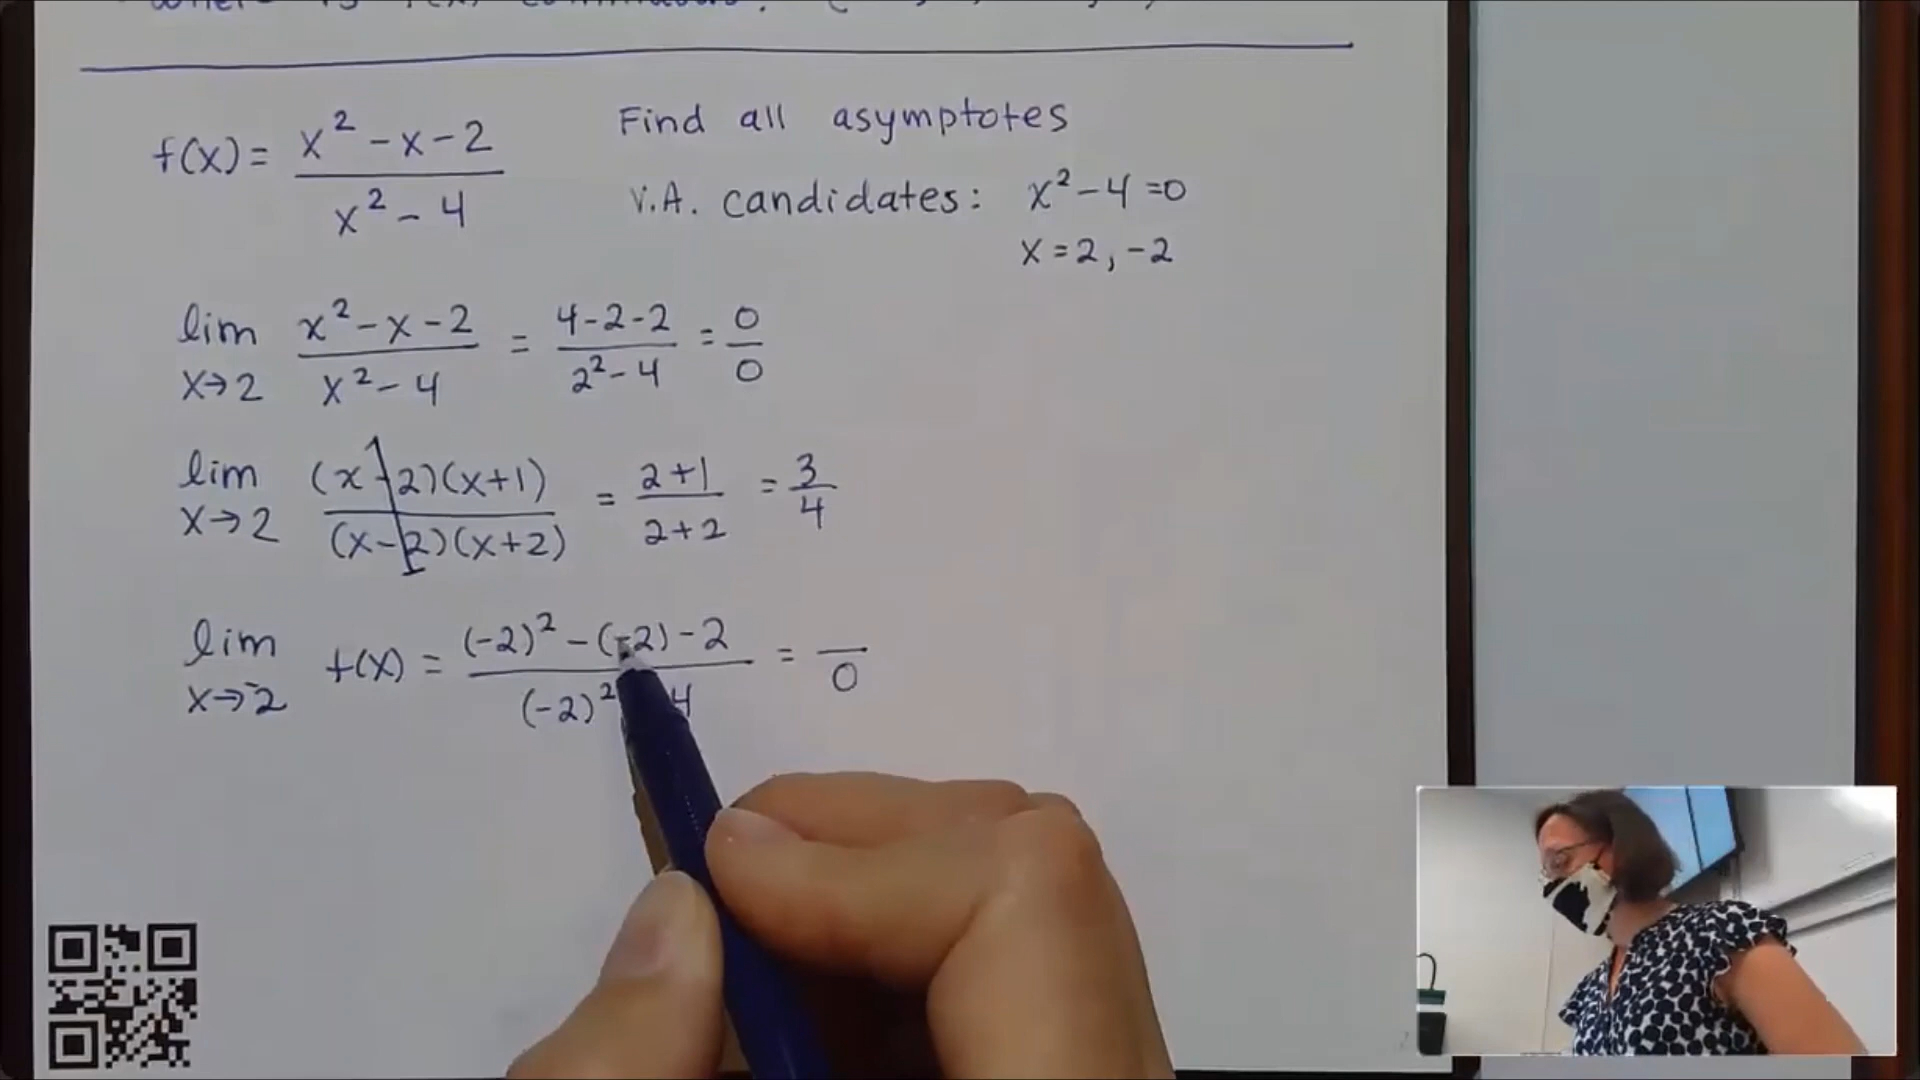 f(x) = x² - x - 2 / x² - 4
Find all asymptotes
V.A. candidates: x² - 4 = 0
x = 2, -2
lim x→2 x² - x - 2 / x² - 4 = 4 - 2 - 2 / 2² - 4 = 0 / 0
lim x→2 (x - 2)(x + 1) / (x - 2)(x + 2) = 2 + 1 / 2 + 2 = 3 / 4
lim x→-2 f(x) = (-2)² - (-2) - 2 / (-2)² 4 = / 0